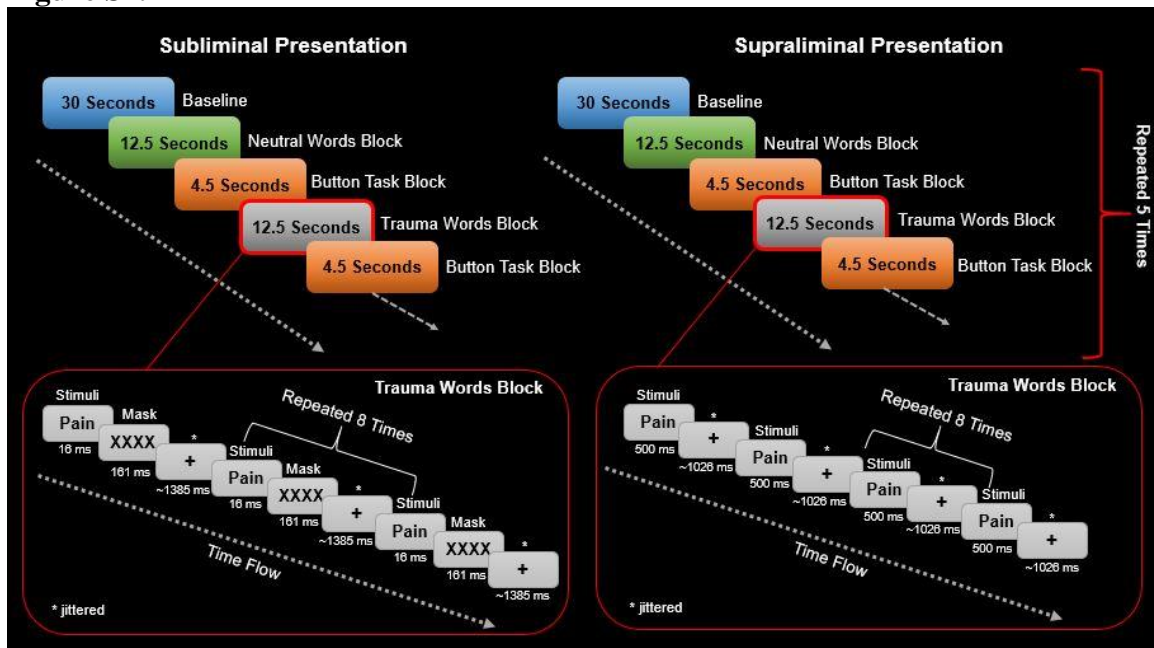 Subliminal Presentation
30 Seconds Baseline
12.5 Seconds Neutral Words Block
4.5 Seconds Button Task Block
12.5 Seconds Trauma Words Block
4.5 Seconds Button Task Block
Supraliminal Presentation
30 Seconds Baseline
12.5 Seconds Neutral Words Block
4.5 Seconds Button Task Block
12.5 Seconds Trauma Words Block
4.5 Seconds Button Task Block
Repeated 5 Times
Trauma Words Block
Repeated 8 Times
Stimuli
Pain
16 ms
Mask
XXXX
161 ms
*
+
~1385 ms
Stimuli
Pain
16 ms
Mask
XXXX
161 ms
*
+
~1385 ms
Stimuli
Pain
16 ms
Mask
XXXX
161 ms
*
+
~1385 ms
Time Flow
* jittered
Trauma Words Block
Repeated 8 Times
Stimuli
Pain
500 ms
*
+
~1026 ms
Stimuli
Pain
500 ms
*
+
~1026 ms
Stimuli
Pain
500 ms
*
+
~1026 ms
Stimuli
Pain
500 ms
*
+
~1026 ms
Time Flow
* jittered